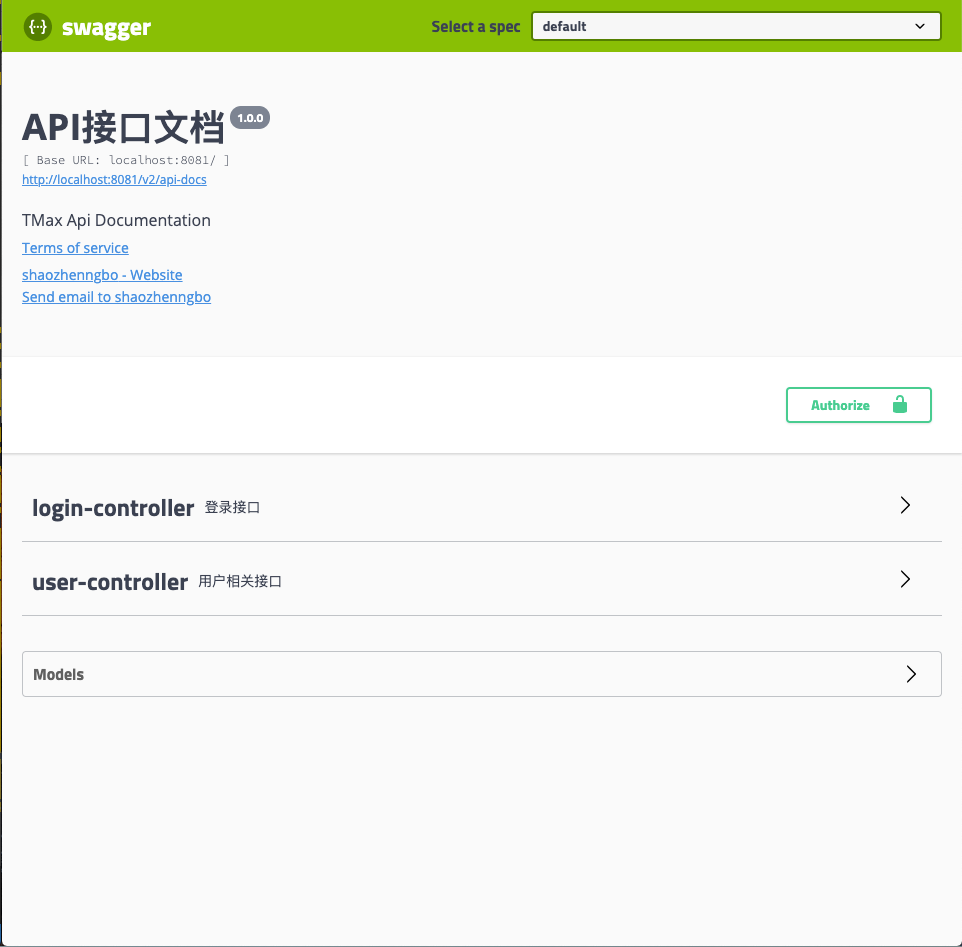 {···} swagger Select a spec default
API接口文档 1.0.0
[ Base URL: localhost:8081/ ]
http://localhost:8081/v2/api-docs
TMax Api Documentation
Terms of service
shaozhenngbo - Website
Send email to shaozhenngbo
Authorize
login-controller 登录接口
user-controller 用户相关接口
Models